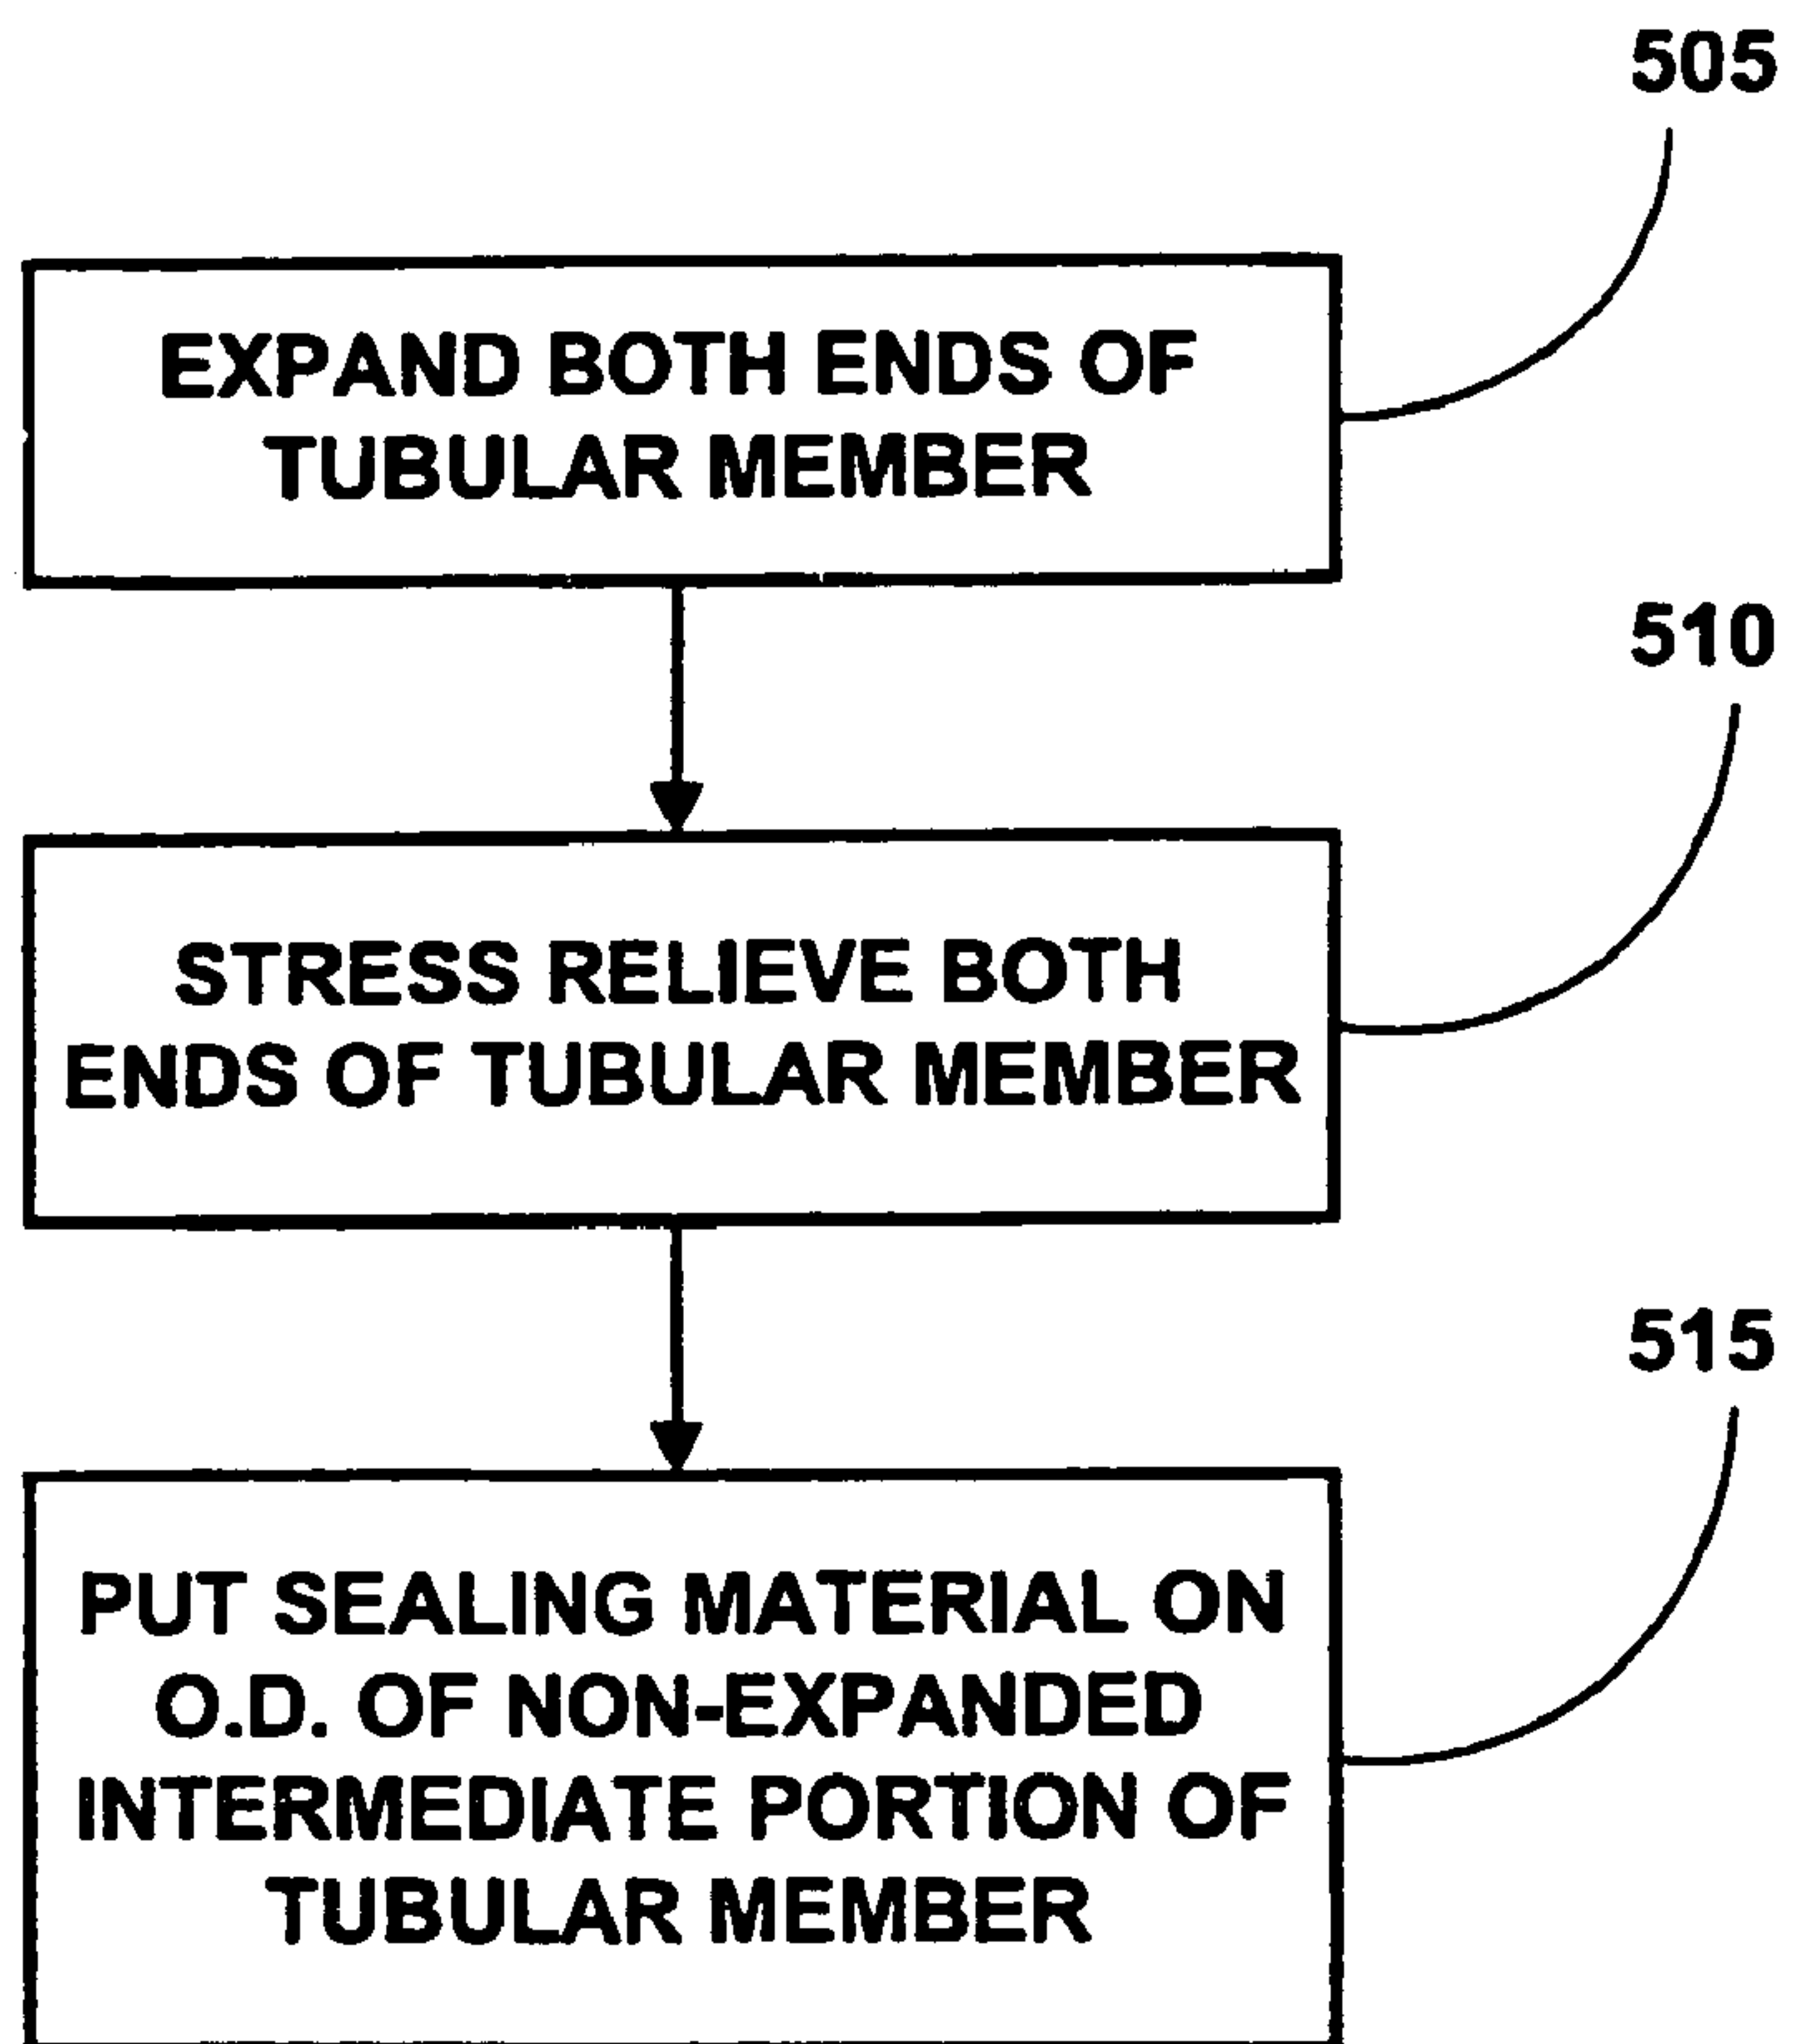 505
EXPAND BOTH ENDS OF
TUBULAR MEMBER
510
STRESS RELIEVE BOTH
ENDS OF TUBULAR MEMBER
515
PUT SEALING MATERIAL ON
O.D. OF NON-EXPANDED
INTERMEDIATE PORTION OF
TUBULAR MEMBER